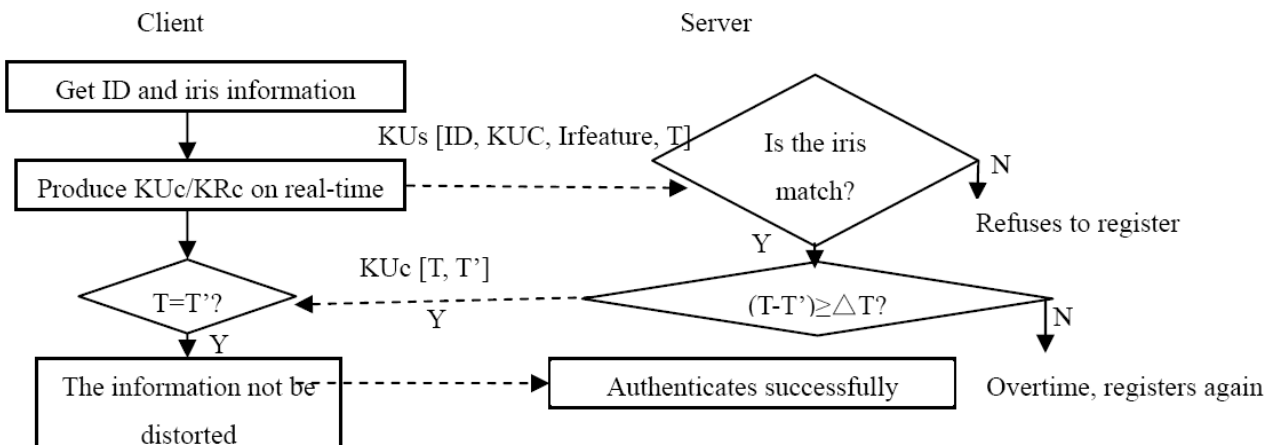 Client
Server
Get ID and iris information
KUs [ID, KUC, Irfeature, T]
Is the iris
match?
N
Produce KUc/KRc on real-time
Refuses to register
Y
KUc [T, T’]
T=T’?
Y
(T-T’)≥△T?
N
Y
The information not be
distorted
Authenticates successfully
Overtime, registers again